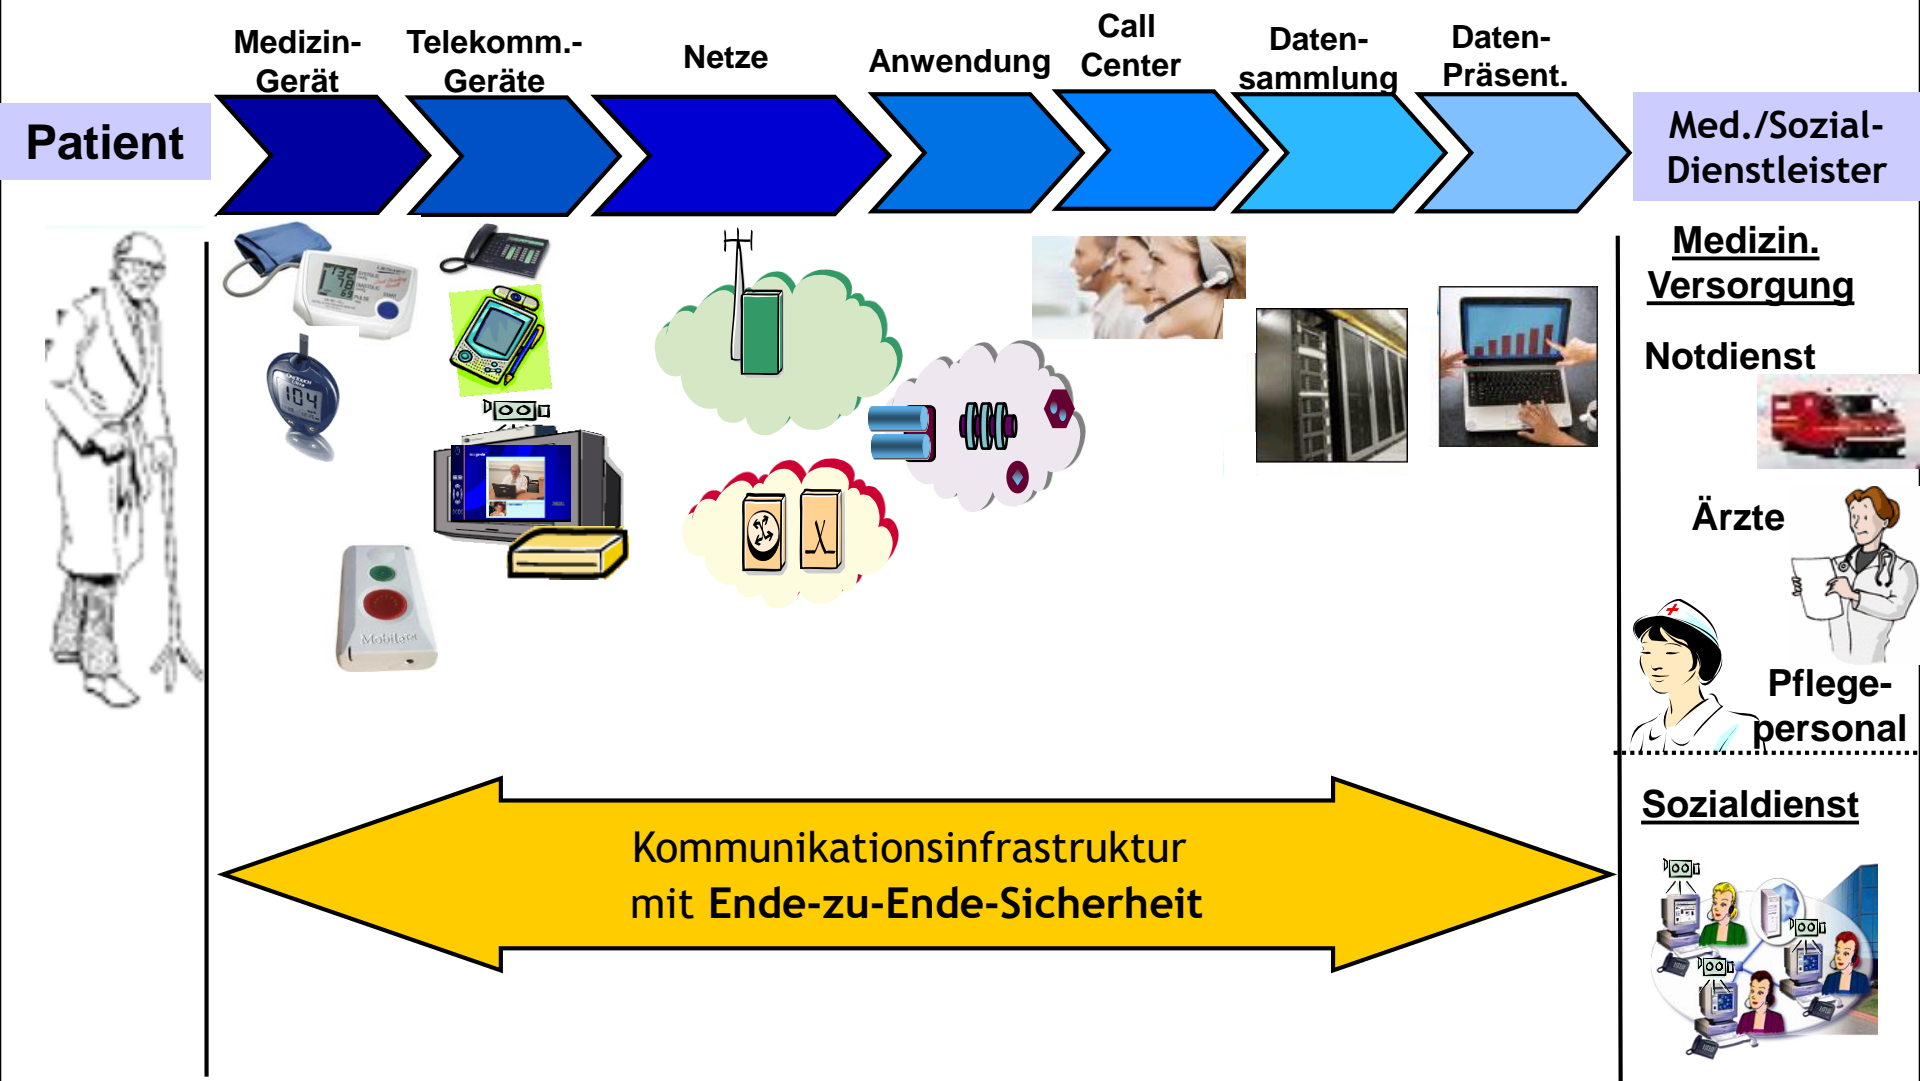 Medizin-
Gerät
Telekomm.-
Geräte
Netze
Anwendung
Call
Center
Daten-
sammlung
Daten-
Präsent.
Patient
Med./Sozial-
Dienstleister
Medizin.
Versorgung
Notdienst
Ärzte
Pflege-
personal
Sozialdienst
104
Kommunikationsinfrastruktur
mit Ende-zu-Ende-Sicherheit